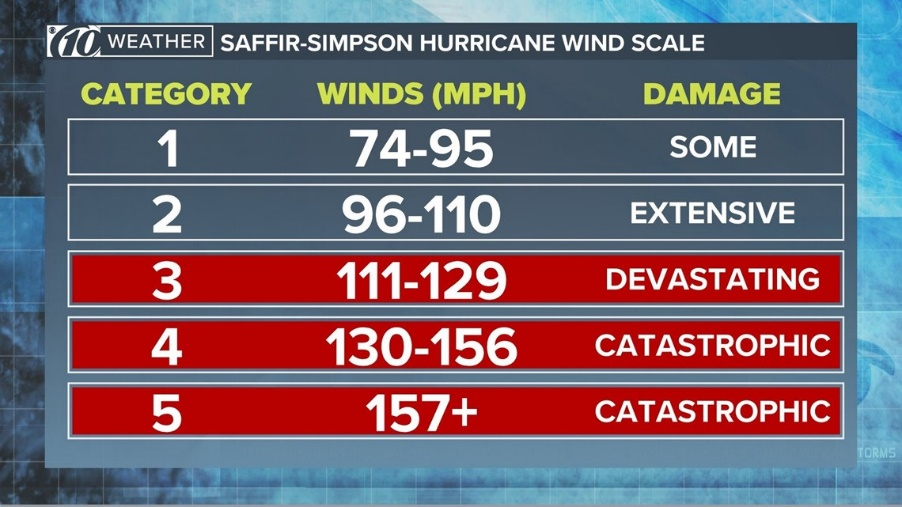 10 WEATHER SAFFIR-SIMPSON HURRICANE WIND SCALE
CATEGORY WINDS (MPH) DAMAGE
1 74-95 SOME
2 96-110 EXTENSIVE
3 111-129 DEVASTATING
4 130-156 CATASTROPHIC
5 157+ CATASTROPHIC